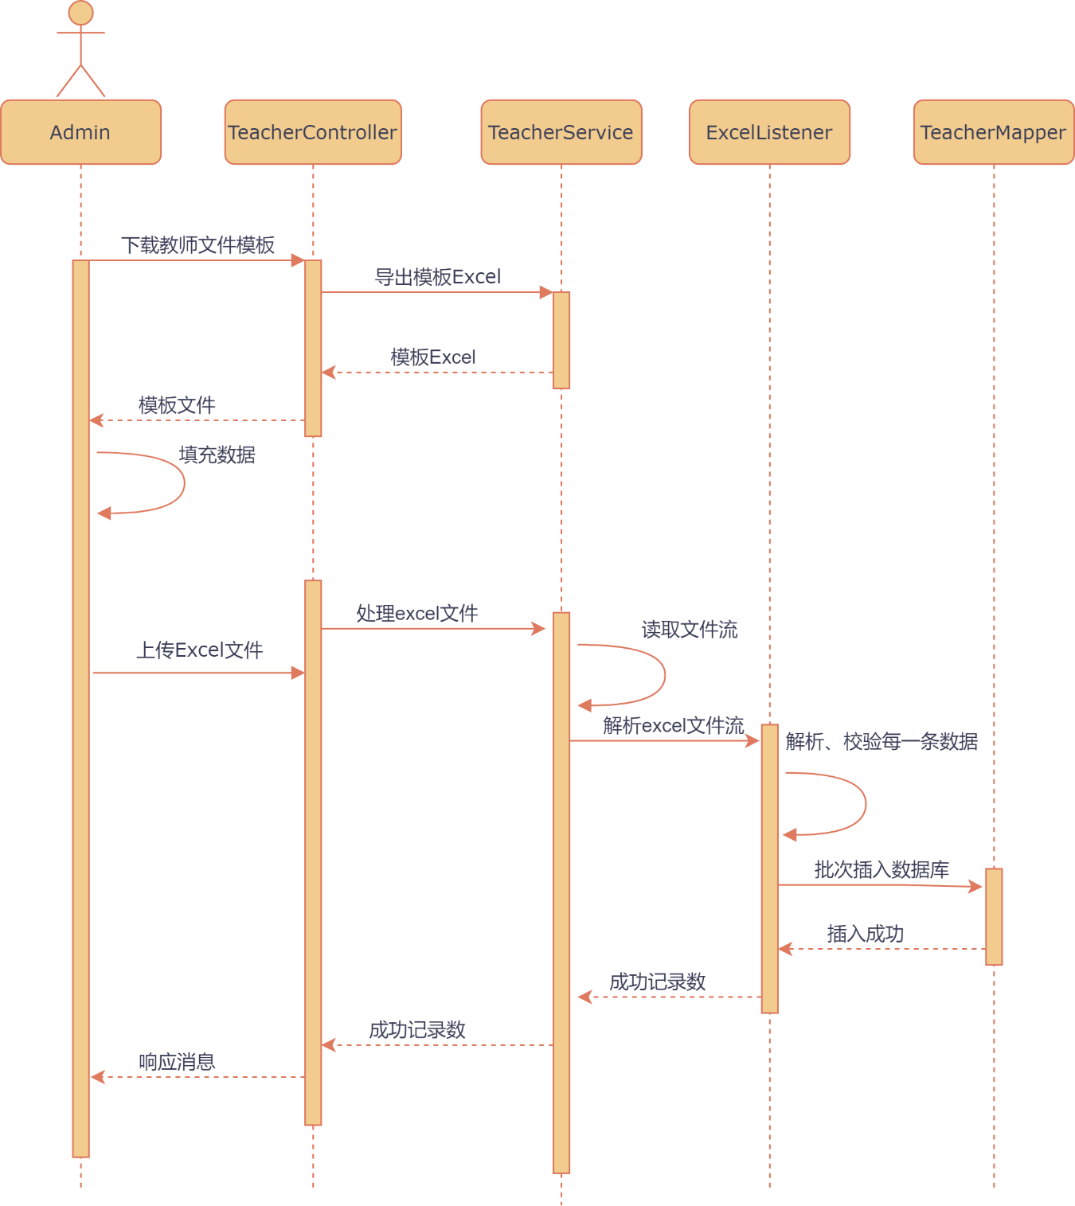 Admin
TeacherController
TeacherService
ExcelListener
TeacherMapper
下载教师文件模板
导出模板Excel
模板Excel
模板文件
填充数据
处理excel文件
读取文件流
上传Excel文件
解析excel文件流
解析、校验每一条数据
批次插入数据库
插入成功
成功记录数
成功记录数
响应消息